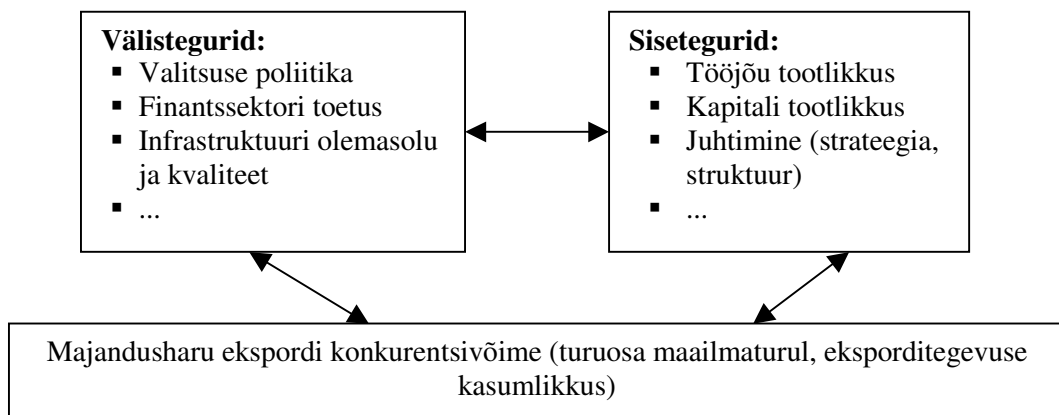 Välistegurid:
▪ Valitsuse poliitika
▪ Finantssektori toetus
▪ Infrastruktuuri olemasolu
ja kvaliteet
▪ ...
Sisetegurid:
▪ Tööjõu tootlikkus
▪ Kapitali tootlikkus
▪ Juhtimine (strateegia,
struktuur)
▪ ...
Majandusharu ekspordi konkurentsivõime (turuosa maailmaturul, eksporditegevuse
kasumlikkus)